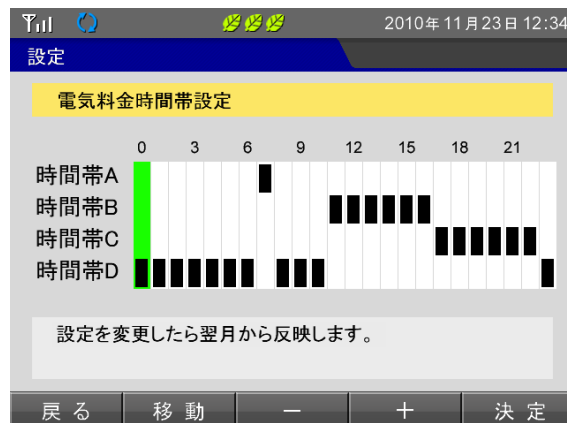 2010年11月23日 12:34
設定
電気料金時間帯設定
0 3 6 9 12 15 18 21
時間帯A
時間帯B
時間帯C
時間帯D
設定を変更したら翌月から反映します。
戻る 移動 － ＋ 決定